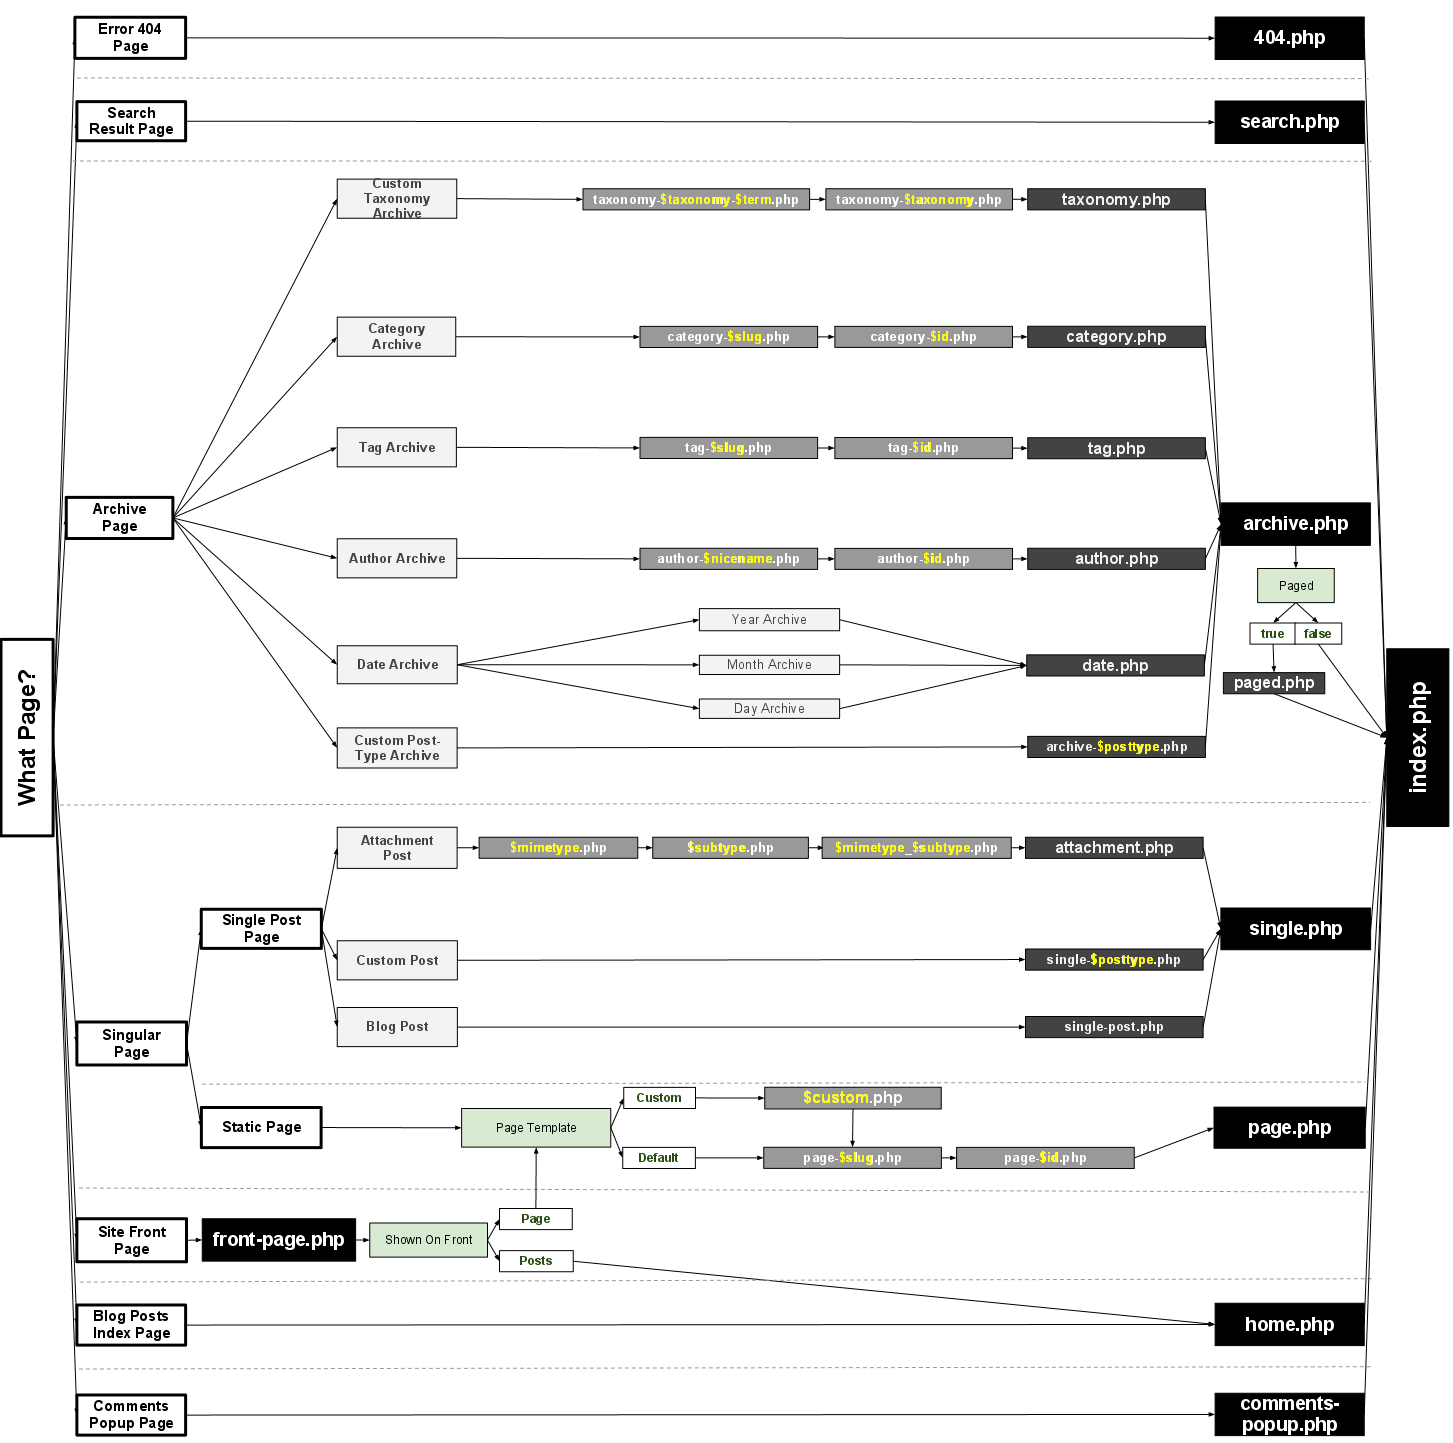 Error 404
Page
404.php
Search
Result Page
search.php
Custom
Taxonomy
Archive
taxonomy-$taxonomy-$term.php
taxonomy-$taxonomy.php
taxonomy.php
Category
Archive
category-$slug.php
category-$id.php
category.php
Tag Archive
tag-$slug.php
tag-$id.php
tag.php
Archive
Page
archive.php
Author Archive
author-$nicename.php
author-$id.php
author.php
Paged
true
false
paged.php
Date Archive
Year Archive
Month Archive
Day Archive
date.php
Custom Post-
Type Archive
archive-$posttype.php
What Page?
index.php
Attachment
Post
$mimetype.php
$subtype.php
$mimetype_$subtype.php
attachment.php
Single Post
Page
single.php
Custom Post
single-$posttype.php
Blog Post
single-post.php
Singular
Page
Static Page
Page Template
Custom
$custom.php
Default
page-$slug.php
page-$id.php
page.php
Site Front
Page
front-page.php
Shown On Front
Page
Posts
Blog Posts
Index Page
home.php
Comments
Popup Page
comments-
popup.php